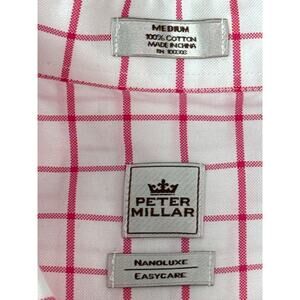 MEDIUM
100% COTTON
MADE IN CHINA
PETER
MILLAR
NANOLUXE
EASYCARE